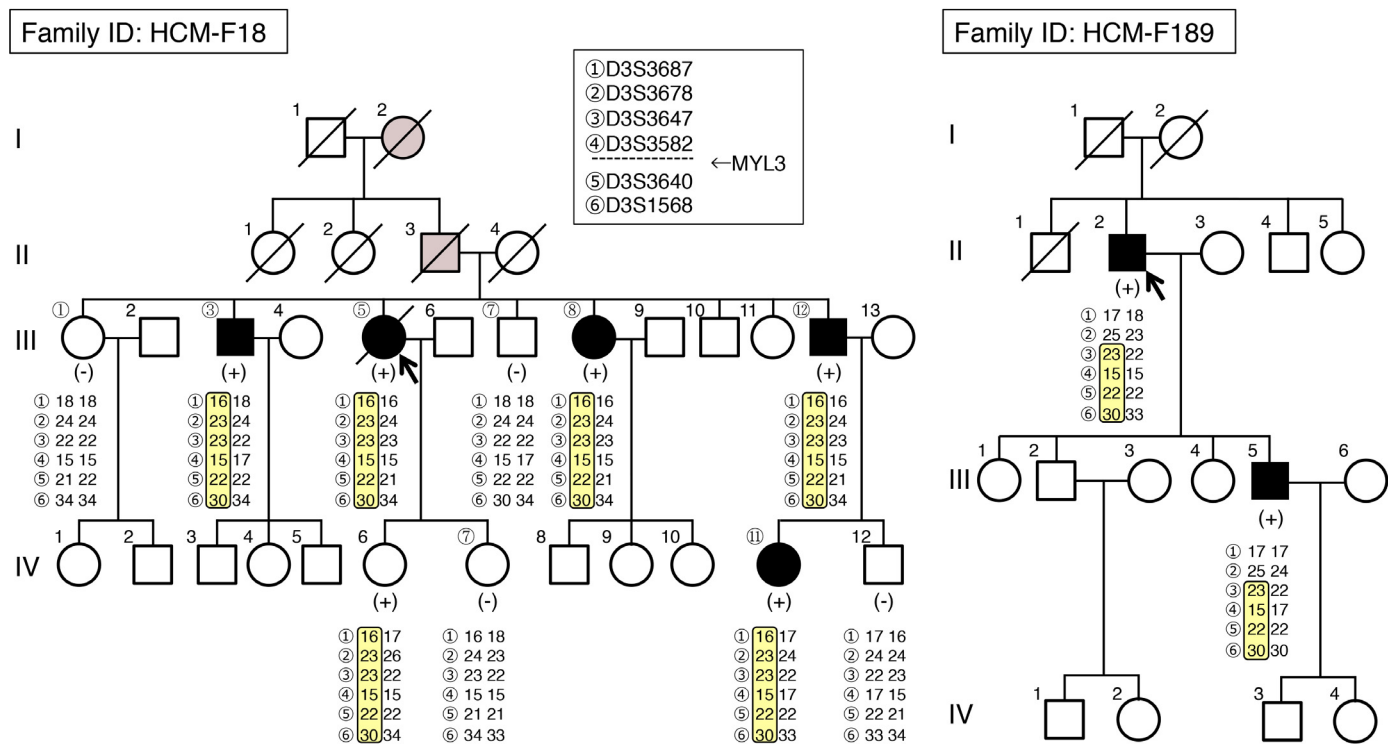 Family ID: HCM-F18
Family ID: HCM-F189
①D3S3687
②D3S3678
③D3S3647
④D3S3582
←MYL3
⑤D3S3640
⑥D3S1568
I
1 2
II
1 2 3 4
III
① 2 ③ 4 ⑤ 6 ⑦ ⑧ 9 10 11 ⑫ 13
(-) (+) (+) (-) (+) (+)
① 18 18 ① 16 18 ① 16 16 18 18 ① 16 16 ① 16 16
② 24 24 ② 23 24 ② 23 24 ② 24 24 ② 23 24 ② 23 24
③ 22 22 ③ 23 22 ③ 23 23 ③ 22 22 ③ 23 23 ③ 23 23
④ 15 15 ④ 15 17 ④ 15 15 ④ 15 17 ④ 15 15 ④ 15 15
⑤ 21 22 ⑤ 22 22 ⑤ 22 21 ⑤ 22 22 ⑤ 22 21 ⑤ 22 21
⑥ 34 34 ⑥ 30 34 ⑥ 30 34 ⑥ 30 34 ⑥ 30 34 ⑥ 30 34
IV
1 2 3 4 5 6 ⑦ 8 9 10 ⑪ 12
(+) (-) (+) (-)
① 16 17 ① 16 18 ① 16 17 ① 17 16
② 23 26 ② 24 23 ② 23 24 ② 24 24
③ 23 22 ③ 23 22 ③ 23 22 ③ 22 23
④ 15 15 ④ 15 15 ④ 15 17 ④ 17 15
⑤ 22 22 ⑤ 21 21 ⑤ 22 22 ⑤ 22 21
⑥ 30 34 ⑥ 34 33 ⑥ 30 33 ⑥ 33 34
I
1 2
II
1 2 3 4 5
(+)
① 17 18
② 25 23
③ 23 22
④ 15 15
⑤ 22 22
⑥ 30 33
III
1 2 3 4 5 6
(+)
① 17 17
② 25 24
③ 23 22
④ 15 17
⑤ 22 22
⑥ 30 30
IV
1 2 3 4